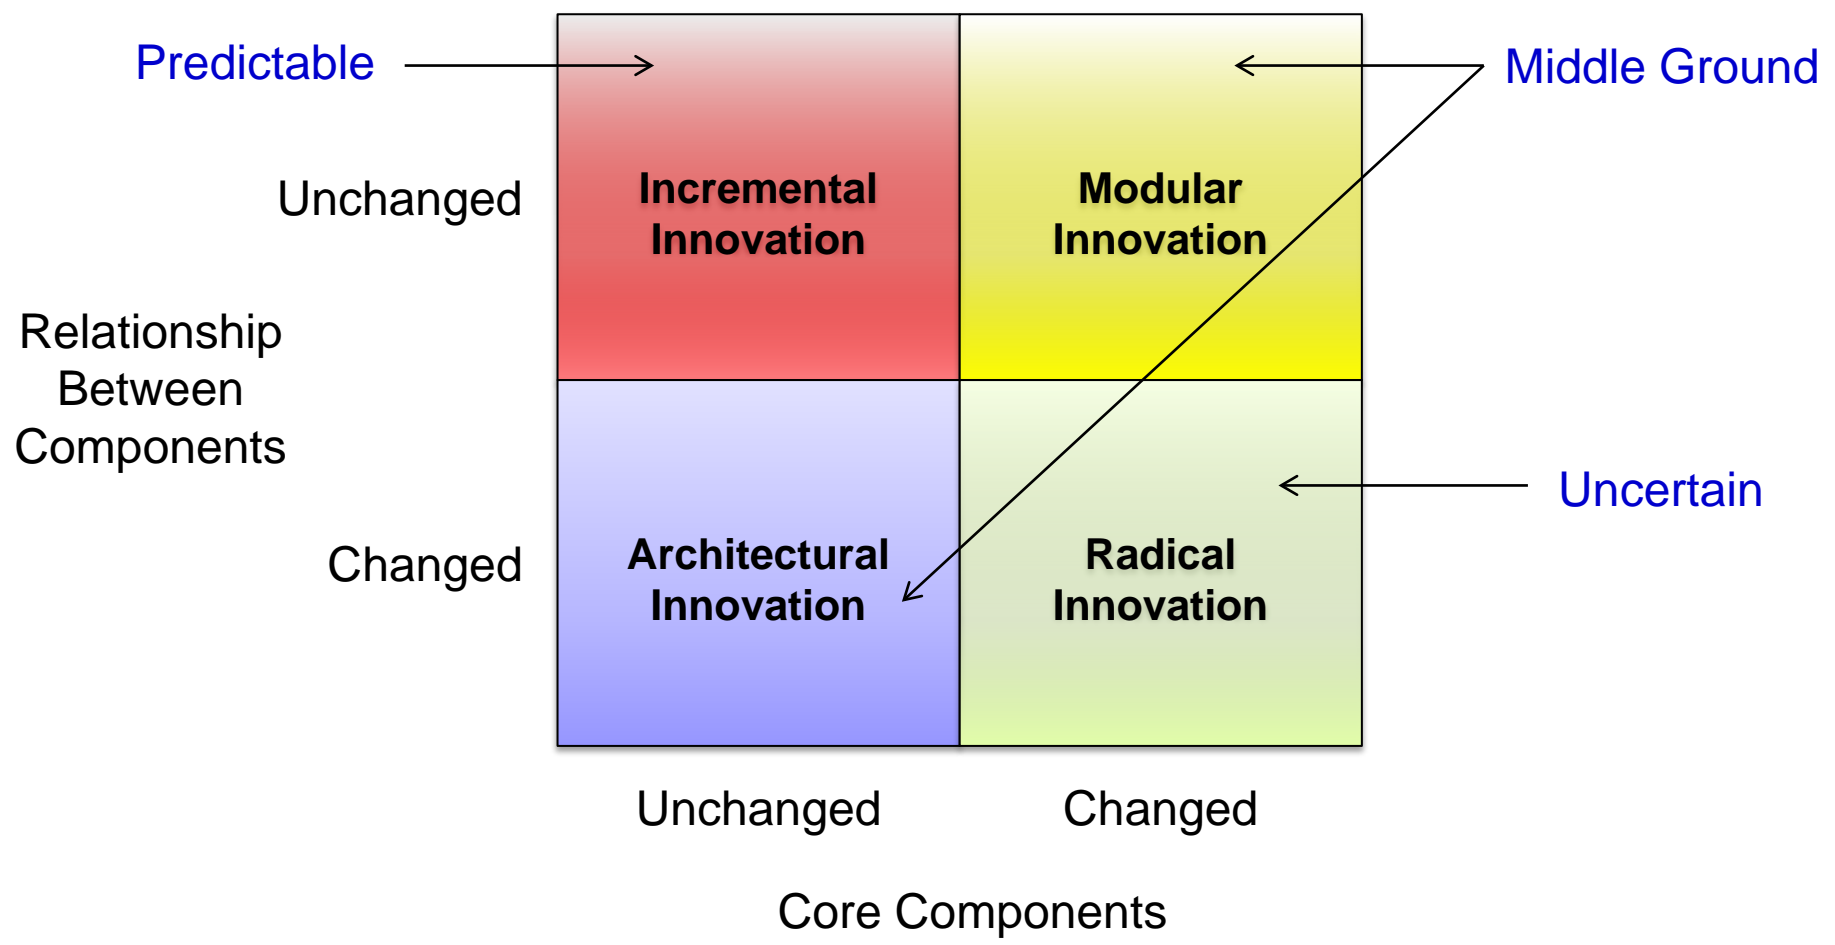 Predictable
Middle Ground
Unchanged
Incremental
Innovation
Modular
Innovation
Relationship
Between
Components
Uncertain
Changed
Architectural
Innovation
Radical
Innovation
Unchanged
Changed
Core Components